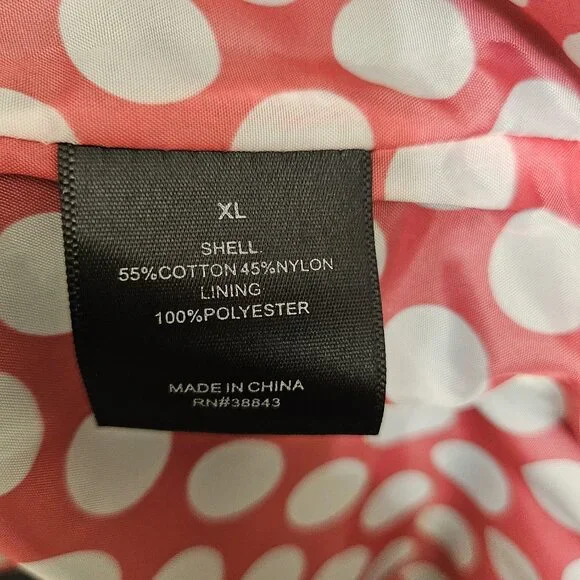 XL
SHELL
55%COTTON 45%NYLON
LINING
100%POLYESTER
MADE IN CHINA
RN#38843